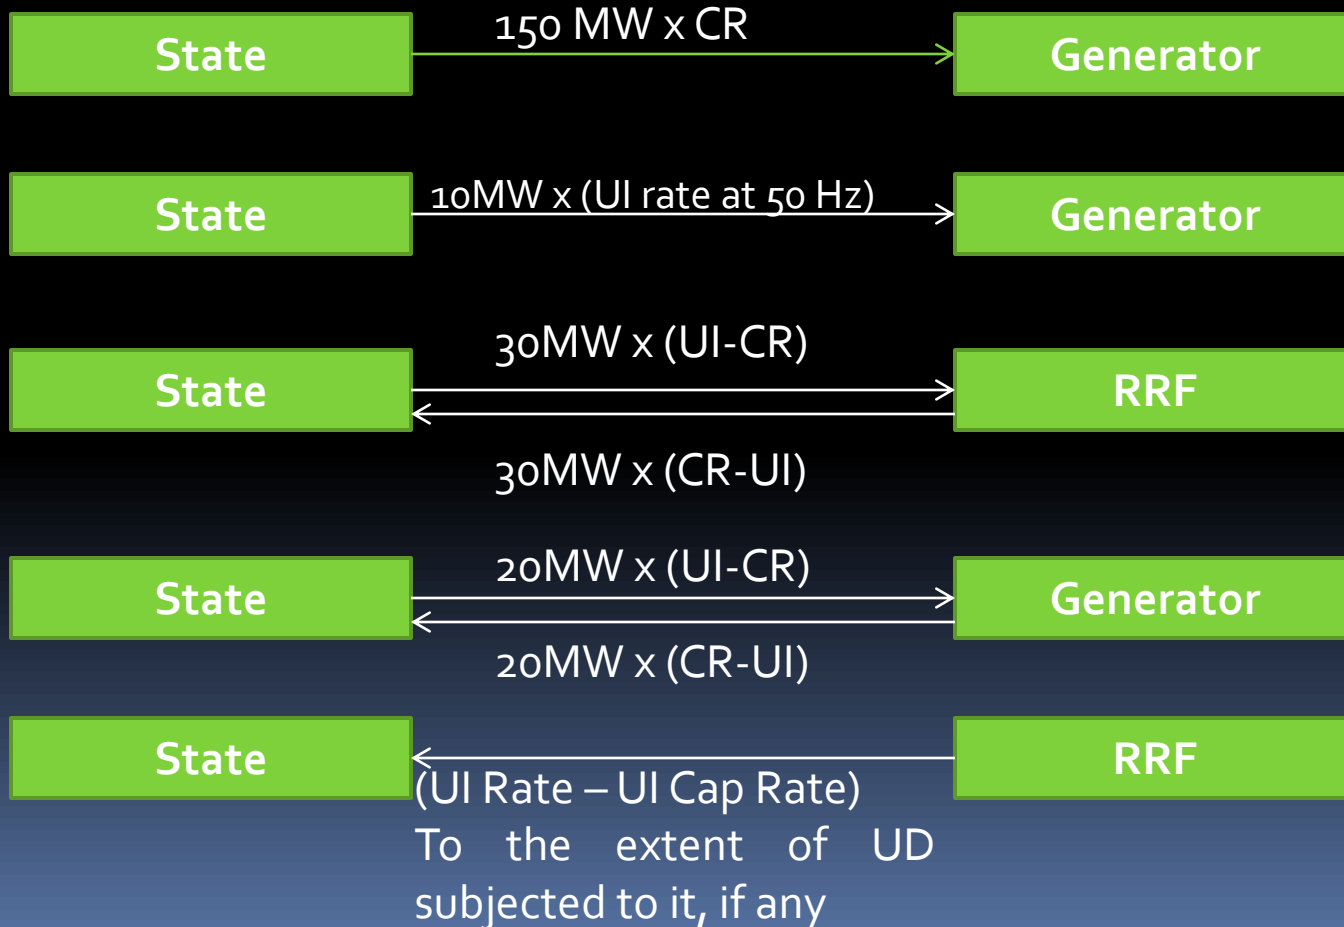 State
150 MW x CR
Generator
State
10MW x (UI rate at 50 Hz)
Generator
30MW x (UI-CR)
State
RRF
30MW x (CR-UI)
20MW x (UI-CR)
State
Generator
20MW x (CR-UI)
State
RRF
(UI Rate – UI Cap Rate)
To the extent of UD
subjected to it, if any